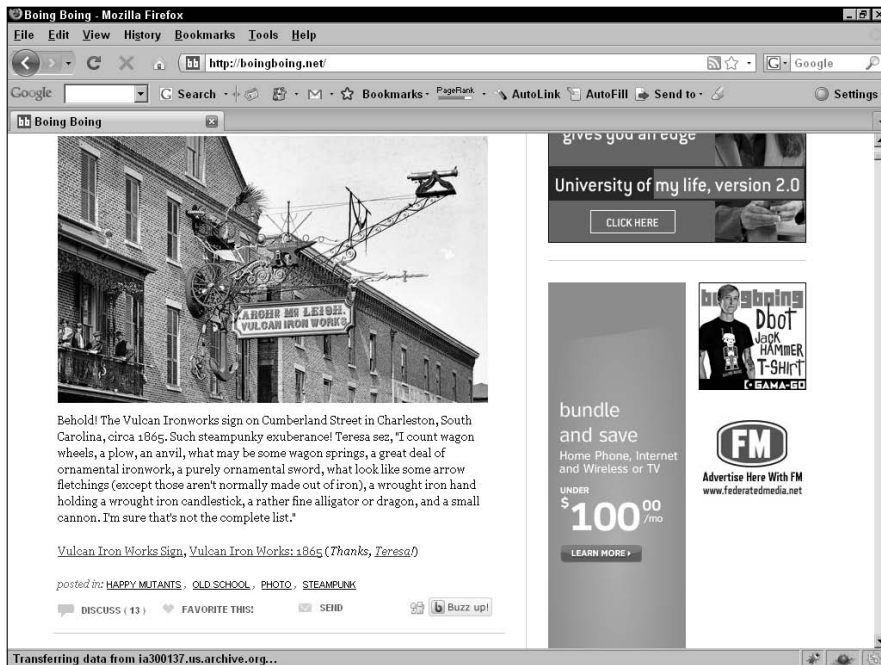 Boing Boing - Mozilla Firefox
File Edit View History Bookmarks Tools Help
bb http://boingboing.net/ G Google
Google G Search Bookmarks PageRank AutoLink AutoFill Send to Settings
bb Boing Boing
gives you an edge
University of my life, version 2.0
CLICK HERE
ARCHD MC LEISH.
VULCAN IRON WORKS
boingboing
Dbot
JACK
HAMMER
T-SHIRT
GAMA-GO
Behold! The Vulcan Ironworks sign on Cumberland Street in Charleston, South
Carolina, circa 1865. Such steampunky exuberance! Teresa sez, "I count wagon
wheels, a plow, an anvil, what may be some wagon springs, a great deal of
ornamental ironwork, a purely ornamental sword, what look like some arrow
fletchings (except those aren't normally made out of iron), a wrought iron hand
holding a wrought iron candlestick, a rather fine alligator or dragon, and a small
cannon. I'm sure that's not the complete list."
Vulcan Iron Works Sign, Vulcan Iron Works: 1865 (Thanks, Teresa!)
posted in: HAPPY MUTANTS, OLD SCHOOL, PHOTO, STEAMPUNK
DISCUSS (13) FAVORITE THIS! SEND b Buzz up!
bundle
and save
Home Phone, Internet
and Wireless or TV
UNDER
$100.00
/mo
LEARN MORE
FM
Advertise Here With FM
www.federatedmedia.net
Transferring data from ia300137.us.archive.org...